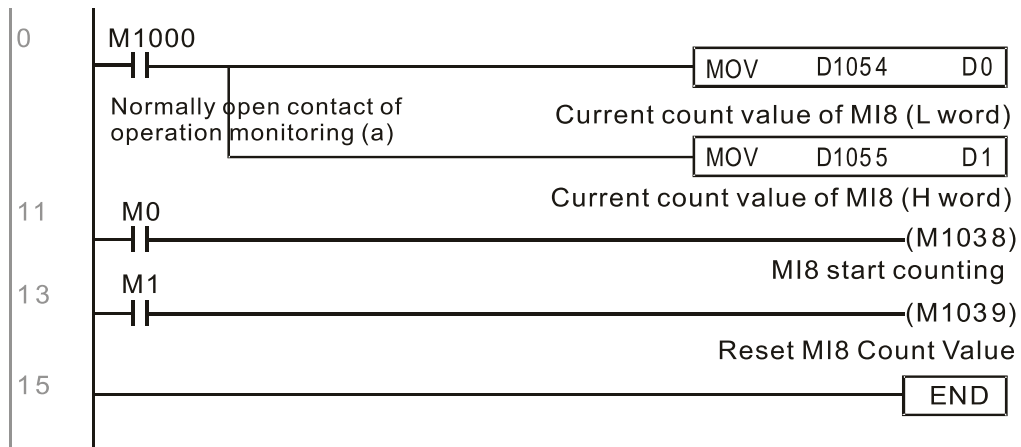 0
M1000
MOV D1054 D0
Normally open contact of
operation monitoring (a)
Current count value of MI8 (L word)
MOV D1055 D1
Current count value of MI8 (H word)
11
M0
(M1038)
MI8 start counting
13
M1
(M1039)
Reset MI8 Count Value
15
END